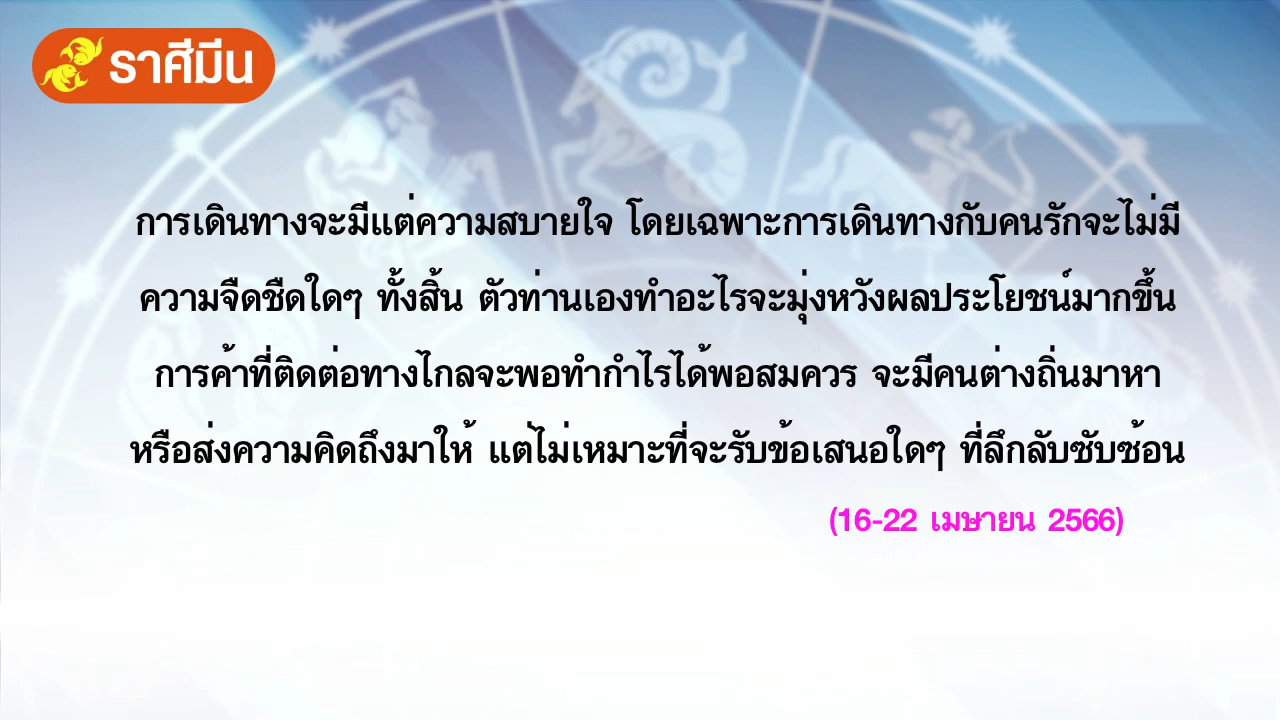 ราศีมีน
การเดินทางจะมีแต่ความสบายใจ โดยเฉพาะการเดินทางกับคนรักจะไม่มี
ความจืดชืดใดๆ ทั้งสิ้น ตัวท่านเองทำอะไรจะมุ่งหวังผลประโยชน์มากขึ้น
การค้าที่ติดต่อทางไกลจะพอทำกำไรได้พอสมควร จะมีคนต่างถิ่นมาหา
หรือส่งความคิดถึงมาให้ แต่ไม่เหมาะที่จะรับข้อเสนอใดๆ ที่ลึกลับซับซ้อน
(16-22 เมษายน 2566)